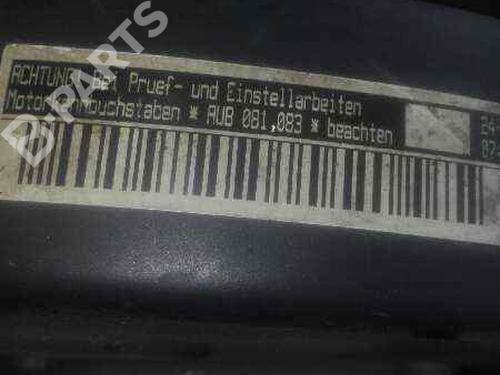 ACHTUNG! Bei Pruef- und Einstellarbeiten
Motorkennbuchstaben * AUB 081,083 * beachten
B-PARTS